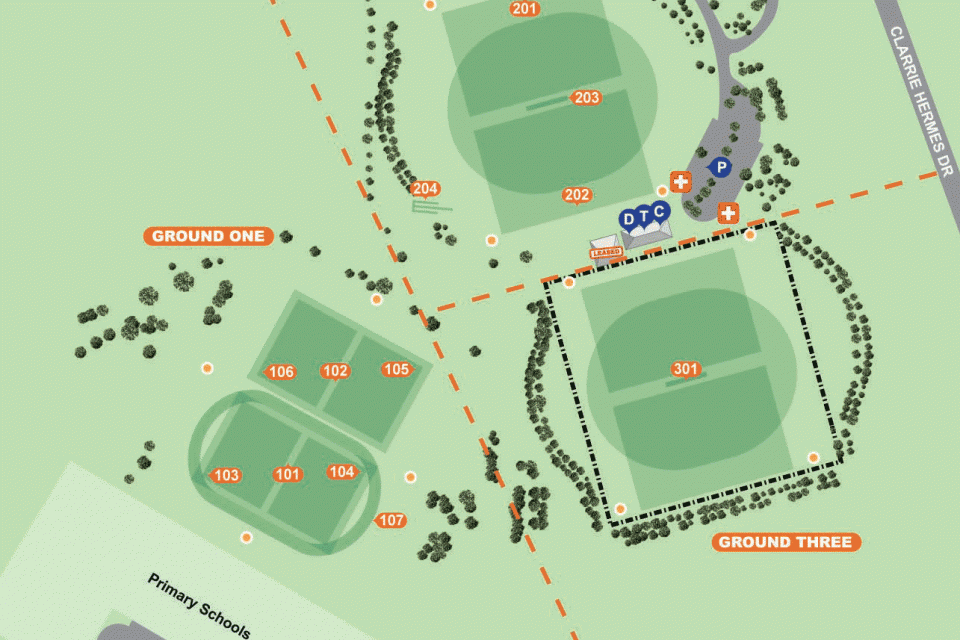 201
CLARRIE HERMES DR
203
P
204
202
D T C
GROUND ONE
LEASED
106
102
105
301
103
101
104
107
GROUND THREE
Primary Schools